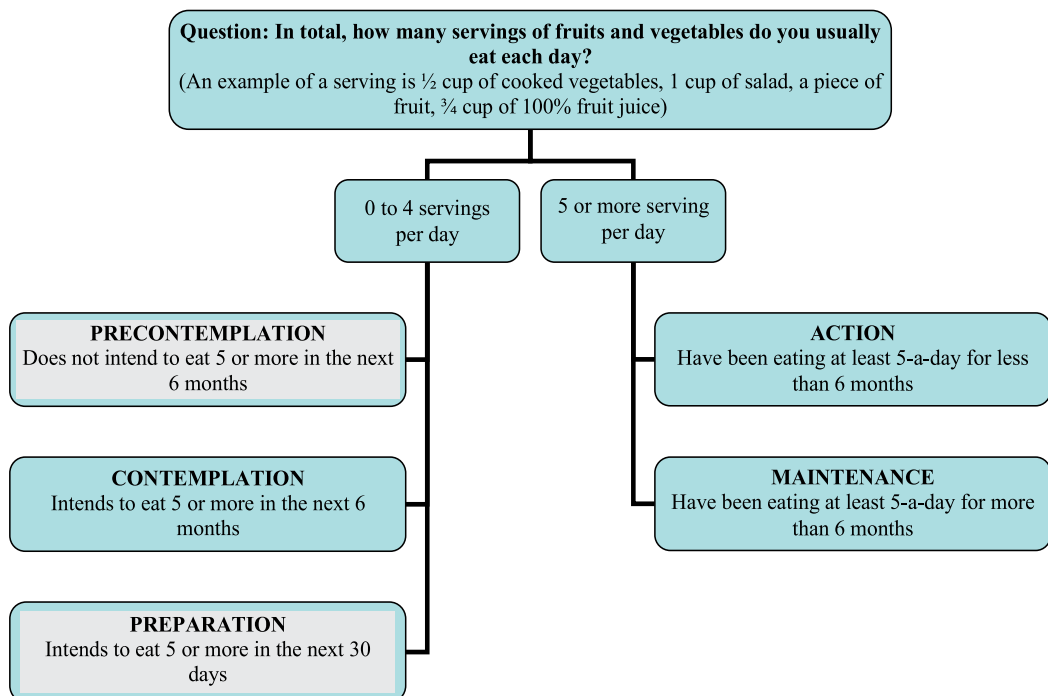 Question: In total, how many servings of fruits and vegetables do you usually
eat each day?
(An example of a serving is ½ cup of cooked vegetables, 1 cup of salad, a piece of
fruit, ¾ cup of 100% fruit juice)
0 to 4 servings
per day
5 or more serving
per day
PRECONTEMPLATION
Does not intend to eat 5 or more in the next
6 months
CONTEMPLATION
Intends to eat 5 or more in the next 6
months
PREPARATION
Intends to eat 5 or more in the next 30
days
ACTION
Have been eating at least 5-a-day for less
than 6 months
MAINTENANCE
Have been eating at least 5-a-day for more
than 6 months